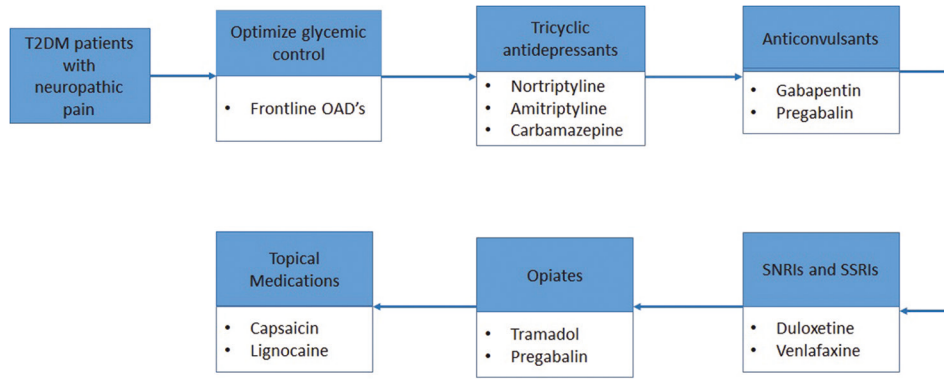 T2DM patients
with
neuropathic
pain
Optimize glycemic
control
• Frontline OAD's
Tricyclic
antidepressants
• Nortriptyline
• Amitriptyline
• Carbamazepine
Anticonvulsants
• Gabapentin
• Pregabalin
SNRIs and SSRIs
• Duloxetine
• Venlafaxine
Opiates
• Tramadol
• Pregabalin
Topical
Medications
• Capsaicin
• Lignocaine